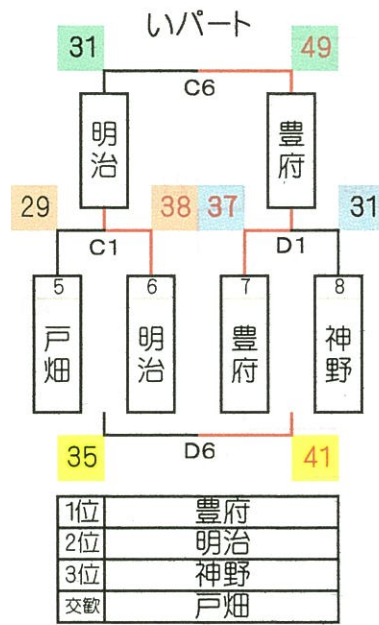 いパート
31 49
C6
明治 豊府
29 38 37 31
C1 D1
5 6 7 8
戸畑 明治 豊府 神野
35 D6 41
1位 豊府
2位 明治
3位 神野
交歓 戸畑